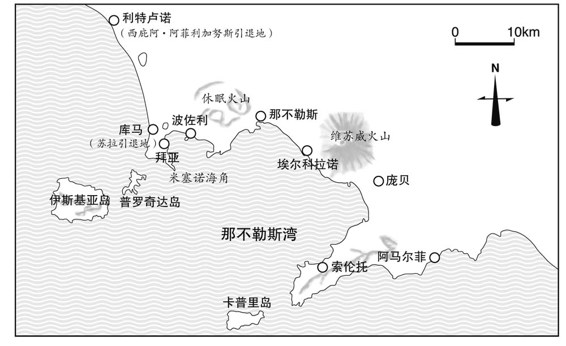 利特卢诺
（西庇阿·阿菲利加努斯引退地）
0 10km
N
休眠火山
波佐利
那不勒斯
库马
（苏拉引退地）
拜亚
维苏威火山
埃尔科拉诺
米塞诺海角
庞贝
伊斯基亚岛
普罗奇达岛
那不勒斯湾
阿马尔菲
索伦托
卡普里岛